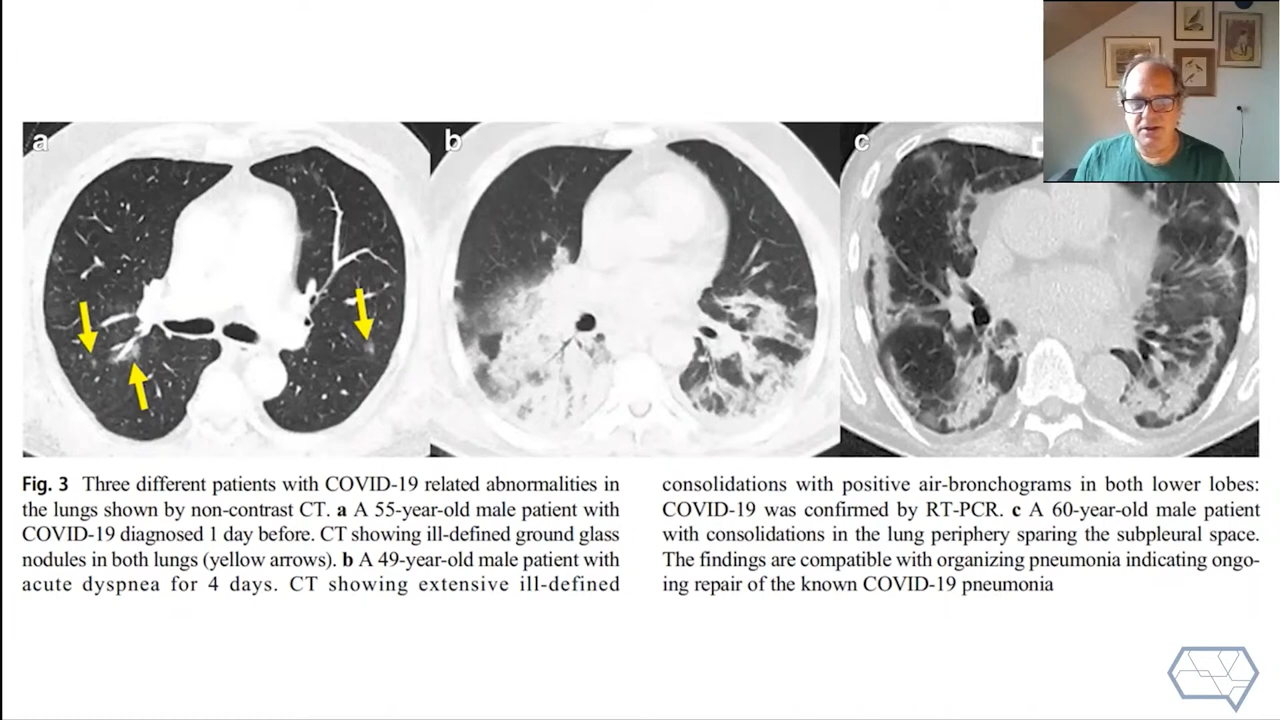 a
b
c
Fig. 3 Three different patients with COVID-19 related abnormalities in
the lungs shown by non-contrast CT. a A 55-year-old male patient with
COVID-19 diagnosed 1 day before. CT showing ill-defined ground glass
nodules in both lungs (yellow arrows). b A 49-year-old male patient with
acute dyspnea for 4 days. CT showing extensive ill-defined
consolidations with positive air-bronchograms in both lower lobes:
COVID-19 was confirmed by RT-PCR. c A 60-year-old male patient
with consolidations in the lung periphery sparing the subpleural space.
The findings are compatible with organizing pneumonia indicating ongo-
ing repair of the known COVID-19 pneumonia